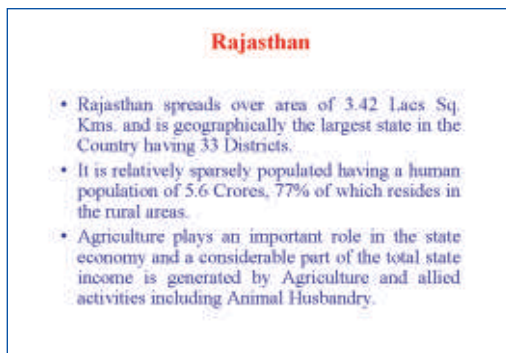 Rajasthan
• Rajasthan spreads over area of 3.42 Lacs Sq.
Kms. and is geographically the largest state in the
Country having 33 Districts.
• It is relatively sparsely populated having a human
population of 5.6 Crores, 77% of which resides in
the rural areas.
• Agriculture plays an important role in the state
economy and a considerable part of the total state
income is generated by Agriculture and allied
activities including Animal Husbandry.